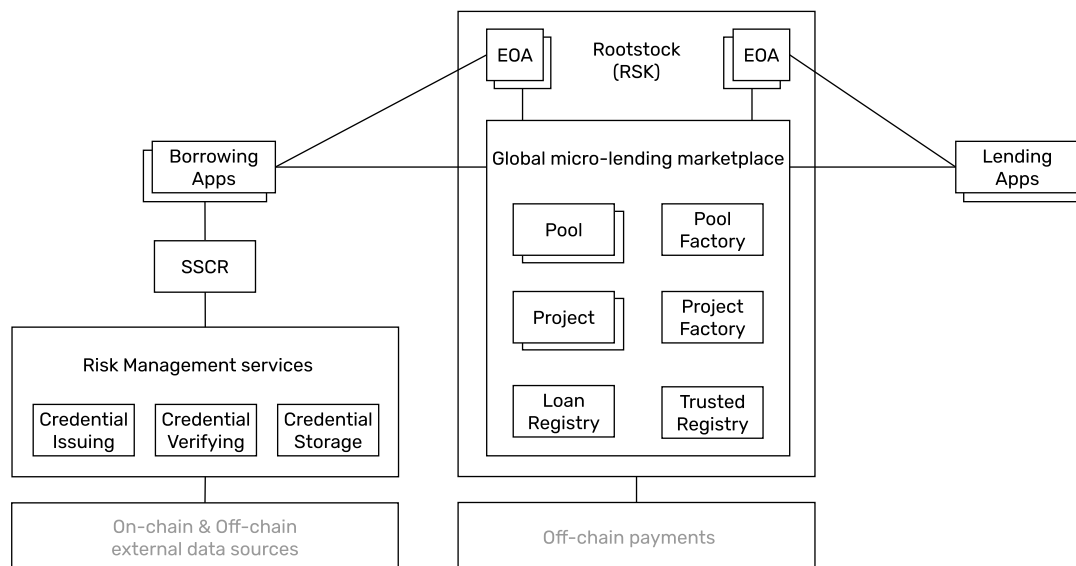 EOA
Rootstock
(RSK)
EOA
Borrowing
Apps
Global micro-lending marketplace
Lending
Apps
Pool
Pool
Factory
SSCR
Project
Project
Factory
Risk Management services
Credential
Issuing
Credential
Verifying
Credential
Storage
Loan
Registry
Trusted
Registry
On-chain & Off-chain
external data sources
Off-chain payments